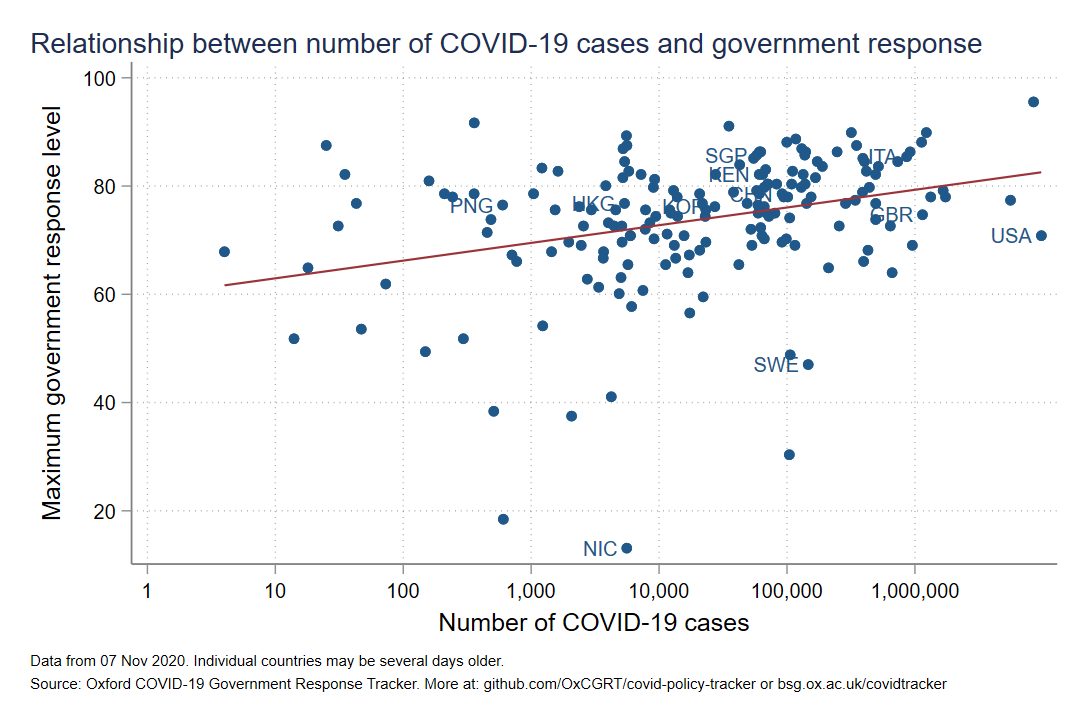 Relationship between number of COVID-19 cases and government response
Maximum government response level
100
80
60
40
20
SGP
ITA
KEN
CHN
PNG
HKG
KOR
GBR
USA
SWE
NIC
1
10
100
1,000
10,000
100,000
1,000,000
Number of COVID-19 cases
Data from 07 Nov 2020. Individual countries may be several days older.
Source: Oxford COVID-19 Government Response Tracker. More at: github.com/OxCGRT/covid-policy-tracker or bsg.ox.ac.uk/covidtracker